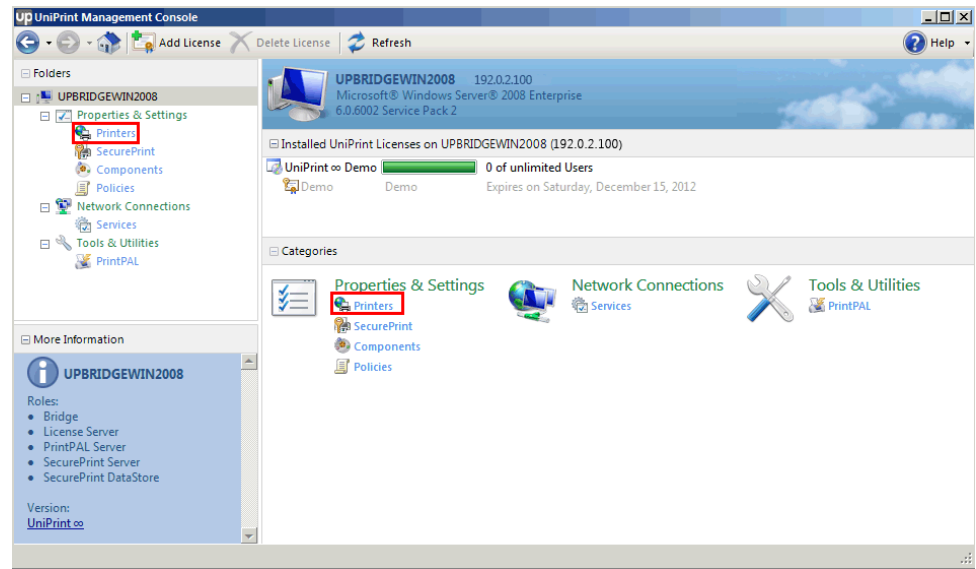 UP UniPrint Management Console
Add License Delete License Refresh Help
Folders
UPBRIDGEWIN2008
Properties & Settings
Printers
SecurePrint
Components
Policies
Network Connections
Services
Tools & Utilities
PrintPAL
More Information
UPBRIDGEWIN2008
Roles:
• Bridge
• License Server
• PrintPAL Server
• SecurePrint Server
• SecurePrint DataStore
Version:
UniPrint ∞
UPBRIDGEWIN2008 192.0.2.100
Microsoft® Windows Server® 2008 Enterprise
6.0.6002 Service Pack 2
Installed UniPrint Licenses on UPBRIDGEWIN2008 (192.0.2.100)
UniPrint ∞ Demo 0 of unlimited Users
Demo Demo Expires on Saturday, December 15, 2012
Categories
Properties & Settings
Printers
SecurePrint
Components
Policies
Network Connections
Services
Tools & Utilities
PrintPAL